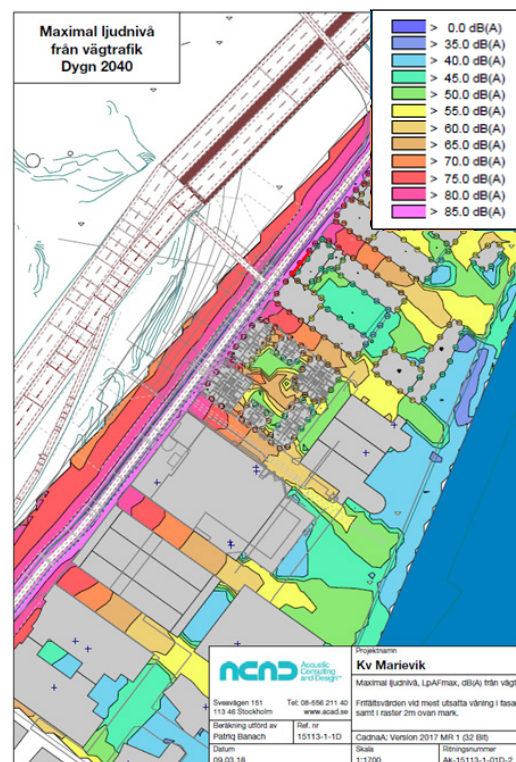 Maximal ljudnivå
från vägtrafik
Dygn 2040
> 0.0 dB(A)
> 35.0 dB(A)
> 40.0 dB(A)
> 45.0 dB(A)
> 50.0 dB(A)
> 55.0 dB(A)
> 60.0 dB(A)
> 65.0 dB(A)
> 70.0 dB(A)
> 75.0 dB(A)
> 80.0 dB(A)
> 85.0 dB(A)
ACAD Acoustic
Consulting
and Design
Sveavägen 151
113 46 Stockholm
Tel: 08-556 211 40
www.acad.se
Beräkning utförd av
Patriq Banach
Ref. nr
15113-1-1D
Datum
09.03.18
Projektnamn
Kv Marievik
Maximal ljudnivå, LpAFmax, dB(A) från vägt
Frifältsvärden vid mest utsatta våning i fasa
samt i raster 2m ovan mark.
CadnaA: Version 2017 MR 1 (32 Bit)
Skala
1:1700
Ritningsnummer
Ak-15113-1-01D-2